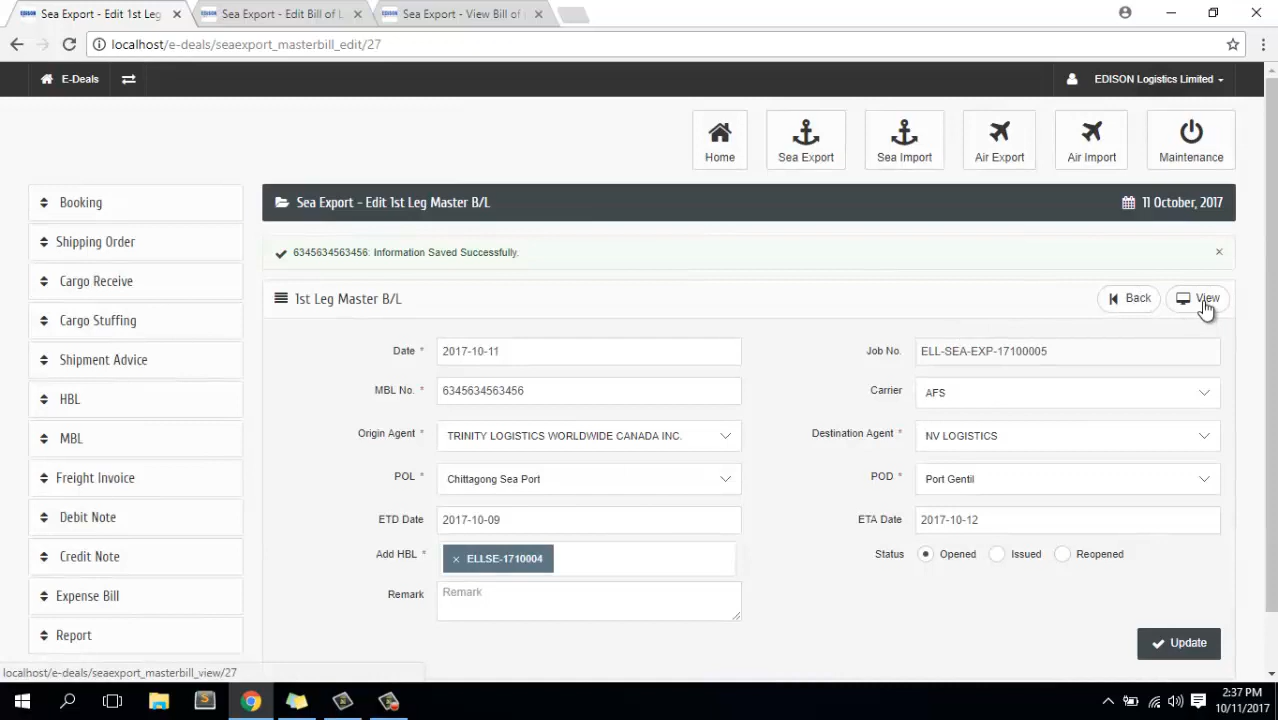 Sea Export - Edit 1st Leg
Sea Export - Edit Bill of L
Sea Export - View Bill of
localhost/e-deals/seaexport_masterbill_edit/27
E-Deals
EDISON Logistics Limited
Home
Sea Export
Sea Import
Air Export
Air Import
Maintenance
Booking
Shipping Order
Cargo Receive
Cargo Stuffing
Shipment Advice
HBL
MBL
Freight Invoice
Debit Note
Credit Note
Expense Bill
Report
Sea Export - Edit 1st Leg Master B/L
11 October, 2017
6345634563456: Information Saved Successfully.
×
1st Leg Master B/L
Back
View
Date * 2017-10-11
Job No. ELL-SEA-EXP-17100005
MBL No. * 6345634563456
Carrier AFS
Origin Agent * TRINITY LOGISTICS WORLDWIDE CANADA INC.
Destination Agent * NV LOGISTICS
POL * Chittagong Sea Port
POD * Port Gentil
ETD Date 2017-10-09
ETA Date 2017-10-12
Add HBL * × ELLSE-1710004
Status Opened Issued Reopened
Remark Remark
Update
localhost/e-deals/seaexport_masterbill_view/27
2:37 PM
10/11/2017